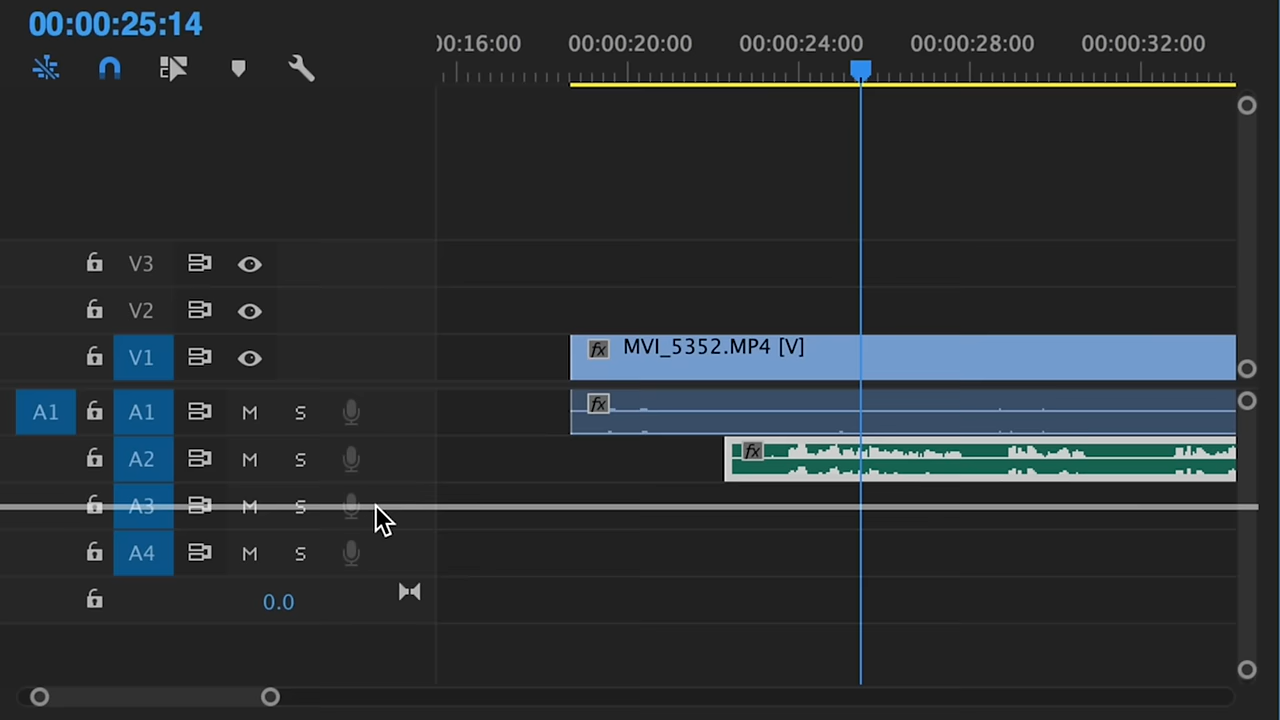 00:00:25:14
00:16:00 00:00:20:00 00:00:24:00 00:00:28:00 00:00:32:00
V3
V2
V1 fx MVI_5352.MP4 [V]
A1 A1 M S fx
A2 M S fx
A3 M S
A4 M S
0.0